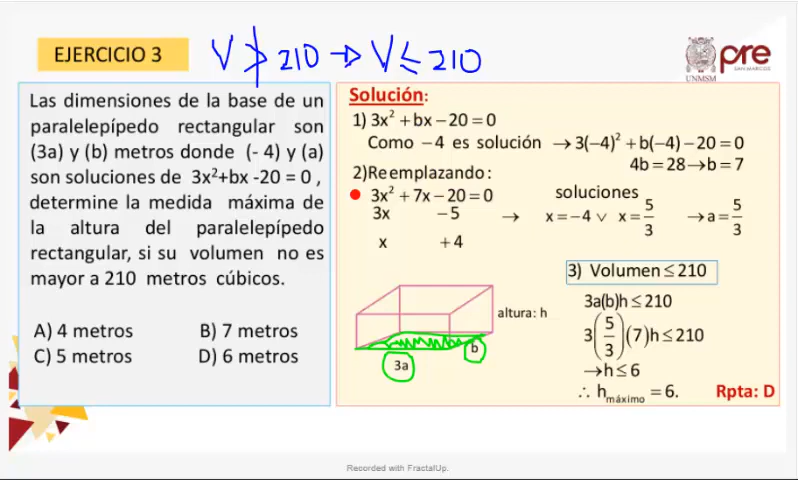 EJERCICIO 3
V ≯ 210 → V ≤ 210
UNMSM
pre
SAN MARCOS
Las dimensiones de la base de un
paralelepípedo rectangular son
(3a) y (b) metros donde (- 4) y (a)
son soluciones de 3x²+bx -20 = 0 ,
determine la medida máxima de
la altura del paralelepípedo
rectangular, si su volumen no es
mayor a 210 metros cúbicos.
A) 4 metros B) 7 metros
C) 5 metros D) 6 metros
Solución:
1) 3x² + bx − 20 = 0
Como −4 es solución → 3(−4)² + b(−4) − 20 = 0
4b = 28 → b = 7
2)Reemplazando:
3x² + 7x − 20 = 0 soluciones
3x −5 → x = −4 ∨ x = 5/3 → a = 5/3
x +4
altura: h
b
3a
3) Volumen ≤ 210
3a(b)h ≤ 210
3(5/3)(7)h ≤ 210
→ h ≤ 6
∴ h máximo = 6. Rpta: D
Recorded with FractalUp.